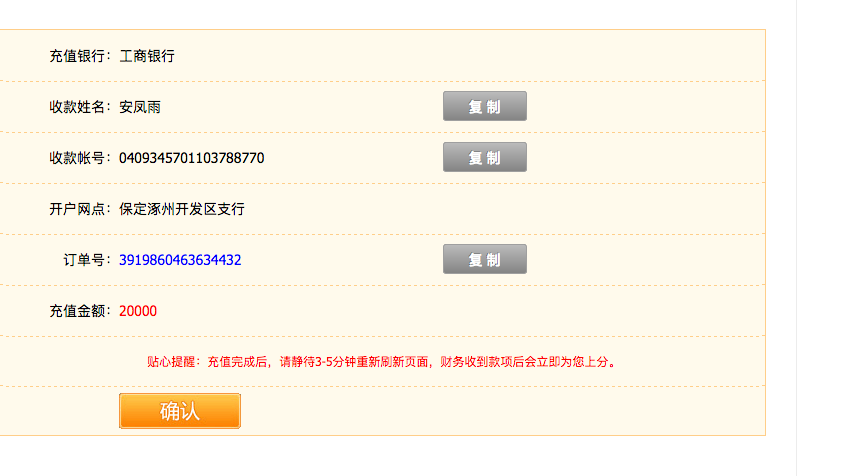 充值银行：工商银行
收款姓名：安凤雨 复制
收款帐号：0409345701103788770 复制
开户网点：保定涿州开发区支行
订单号：3919860463634432 复制
充值金额：20000
贴心提醒：充值完成后，请静待3-5分钟重新刷新页面，财务收到款项后会立即为您上分。
确认